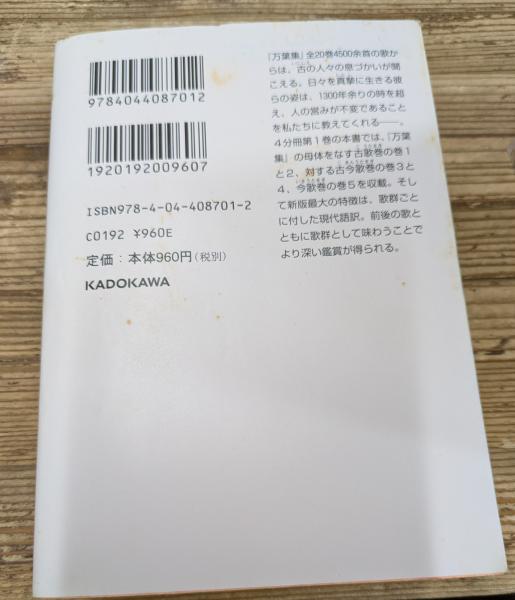 9784044087012
1920192009607
ISBN978-4-04-408701-2
C0192 ¥960E
定価：本体960円（税別）
KADOKAWA
『万葉集』全20巻4500余首の歌か
らは、古の人々の息づかいが聞
こえる。日々を真摯に生きる彼
らの姿は、1300年余りの時を超
え、人の営みが不変であること
を私たちに教えてくれる――。
4分冊第1巻の本書では、『万葉
集』の母体をなす古歌巻の巻1
と2、対する古今歌巻の巻3と
4、今歌巻の巻5を収載。そし
て新版最大の特徴は、歌群ごと
に付した現代語訳。前後の歌と
ともに歌群として味わうことで
より深い鑑賞が得られる。